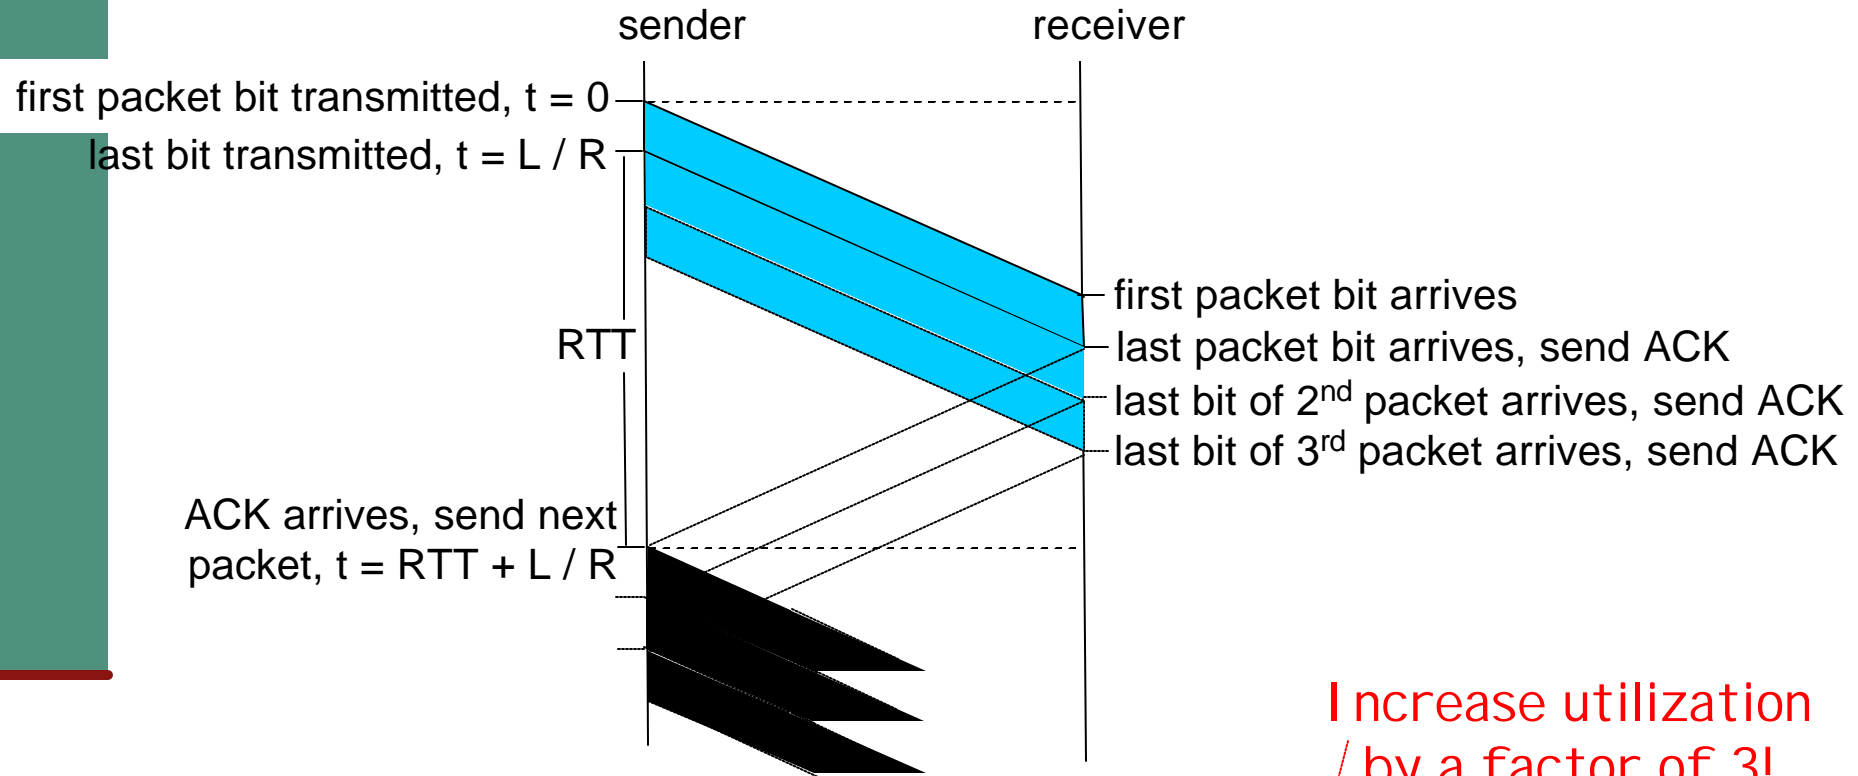 sender
receiver
first packet bit transmitted, t = 0
last bit transmitted, t = L / R
first packet bit arrives
RTT
last packet bit arrives, send ACK
last bit of 2nd packet arrives, send ACK
last bit of 3rd packet arrives, send ACK
ACK arrives, send next
packet, t = RTT + L / R
Increase utilization
by a factor of 3!